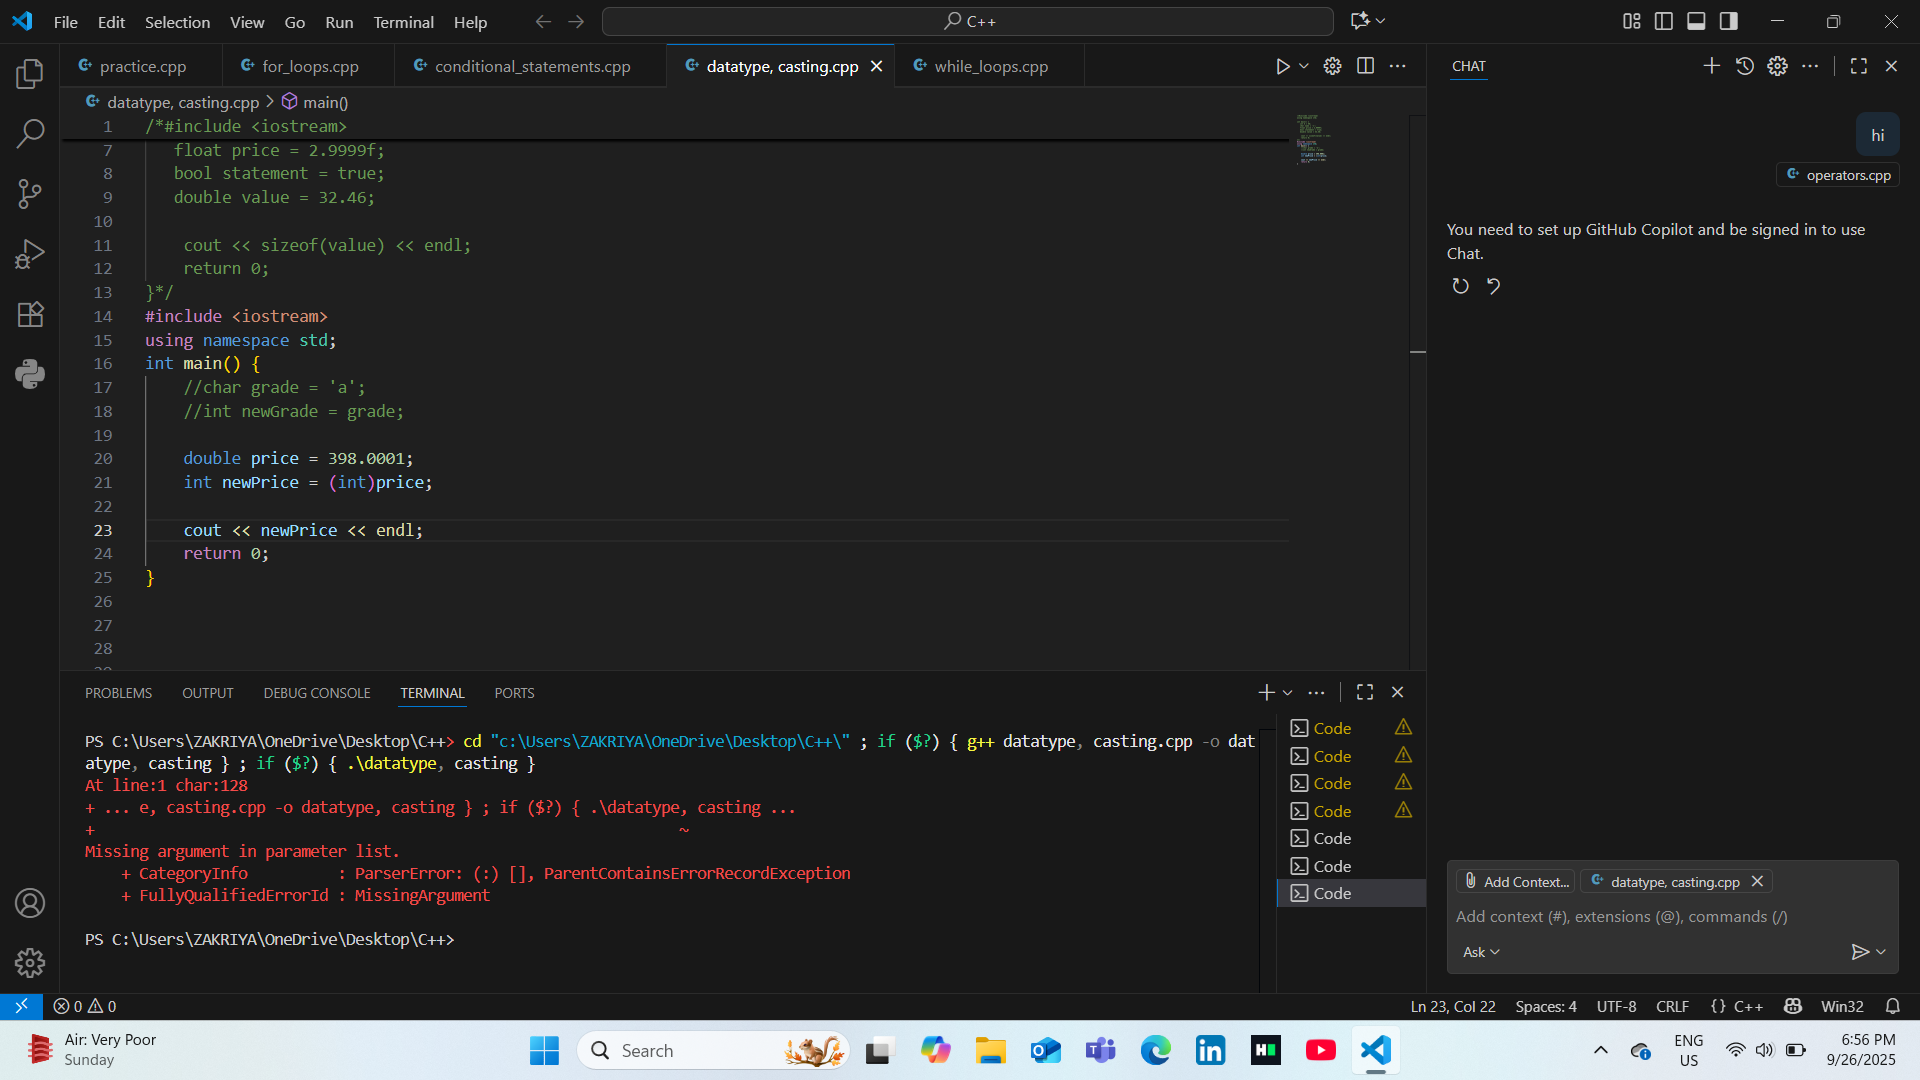 File Edit Selection View Go Run Terminal Help
C++
practice.cpp for_loops.cpp conditional_statements.cpp datatype, casting.cpp while_loops.cpp
datatype, casting.cpp > main()
1 /*#include <iostream>
7 float price = 2.9999f;
8 bool statement = true;
9 double value = 32.46;
10
11 cout << sizeof(value) << endl;
12 return 0;
13 }*/
14 #include <iostream>
15 using namespace std;
16 int main() {
17 //char grade = 'a';
18 //int newGrade = grade;
19
20 double price = 398.0001;
21 int newPrice = (int)price;
22
23 cout << newPrice << endl;
24 return 0;
25 }
26
27
28
PROBLEMS OUTPUT DEBUG CONSOLE TERMINAL PORTS
PS C:\Users\ZAKRIYA\OneDrive\Desktop\C++> cd "c:\Users\ZAKRIYA\OneDrive\Desktop\C++\" ; if ($?) { g++ datatype, casting.cpp -o dat
atype, casting } ; if ($?) { .\datatype, casting }
At line:1 char:128
+ ... e, casting.cpp -o datatype, casting } ; if ($?) { .\datatype, casting ...
+ ~
Missing argument in parameter list.
+ CategoryInfo : ParserError: (:) [], ParentContainsErrorRecordException
+ FullyQualifiedErrorId : MissingArgument
PS C:\Users\ZAKRIYA\OneDrive\Desktop\C++>
Code
Code
Code
Code
Code
Code
Code
CHAT
hi
operators.cpp
You need to set up GitHub Copilot and be signed in to use
Chat.
Add Context... datatype, casting.cpp
Add context (#), extensions (@), commands (/)
Ask
0 0 Ln 23, Col 22 Spaces: 4 UTF-8 CRLF {} C++ Win32
Air: Very Poor
Sunday
Search
ENG
US
6:56 PM
9/26/2025